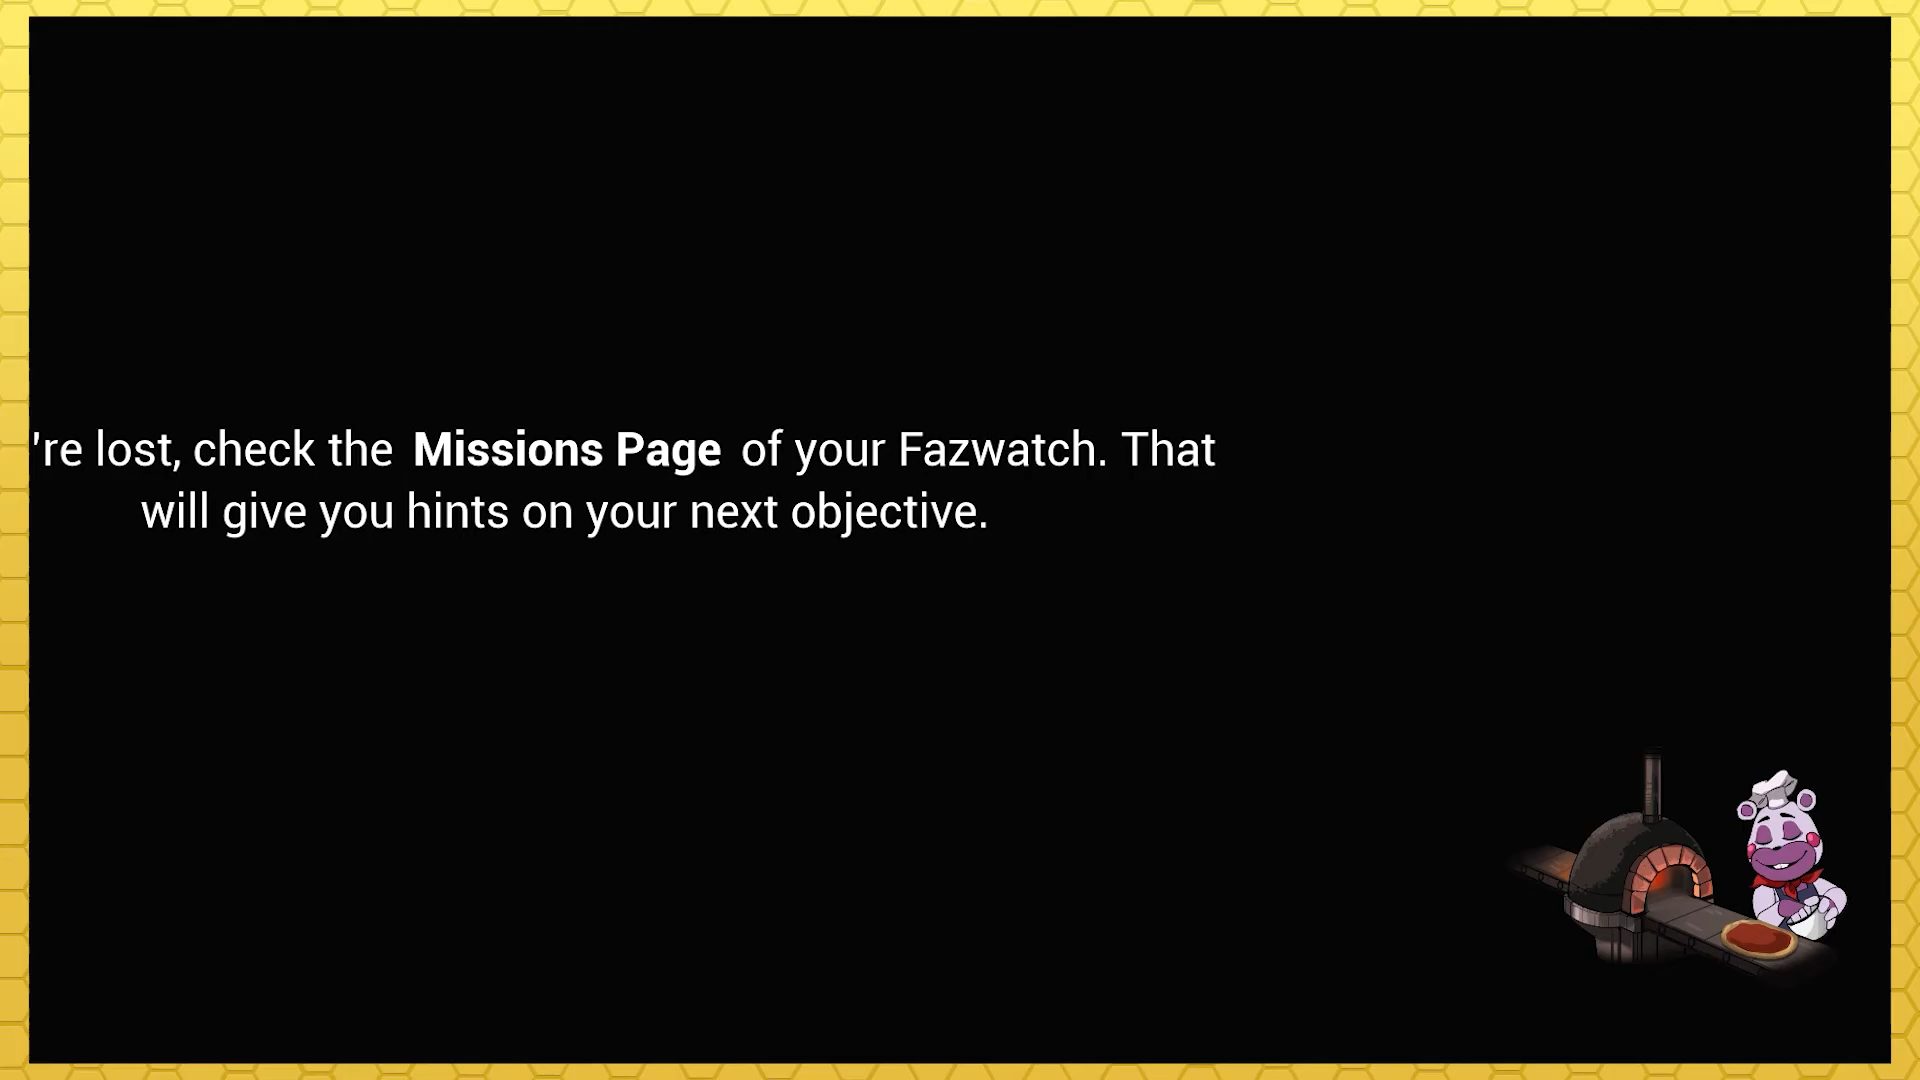 're lost, check the Missions Page of your Fazwatch. That
will give you hints on your next objective.